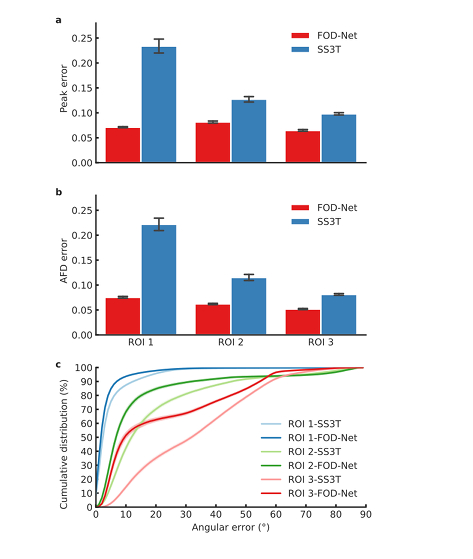 a
0.25
0.20
0.15
0.10
0.05
0.00
Peak error
FOD-Net
SS3T
b
0.25
0.20
0.15
0.10
0.05
0.00
AFD error
FOD-Net
SS3T
ROI 1 ROI 2 ROI 3
c
100
90
80
70
60
50
40
30
20
10
0
Cumulative distribution (%)
ROI 1-SS3T
ROI 1-FOD-Net
ROI 2-SS3T
ROI 2-FOD-Net
ROI 3-SS3T
ROI 3-FOD-Net
0 10 20 30 40 50 60 70 80 90
Angular error (°)